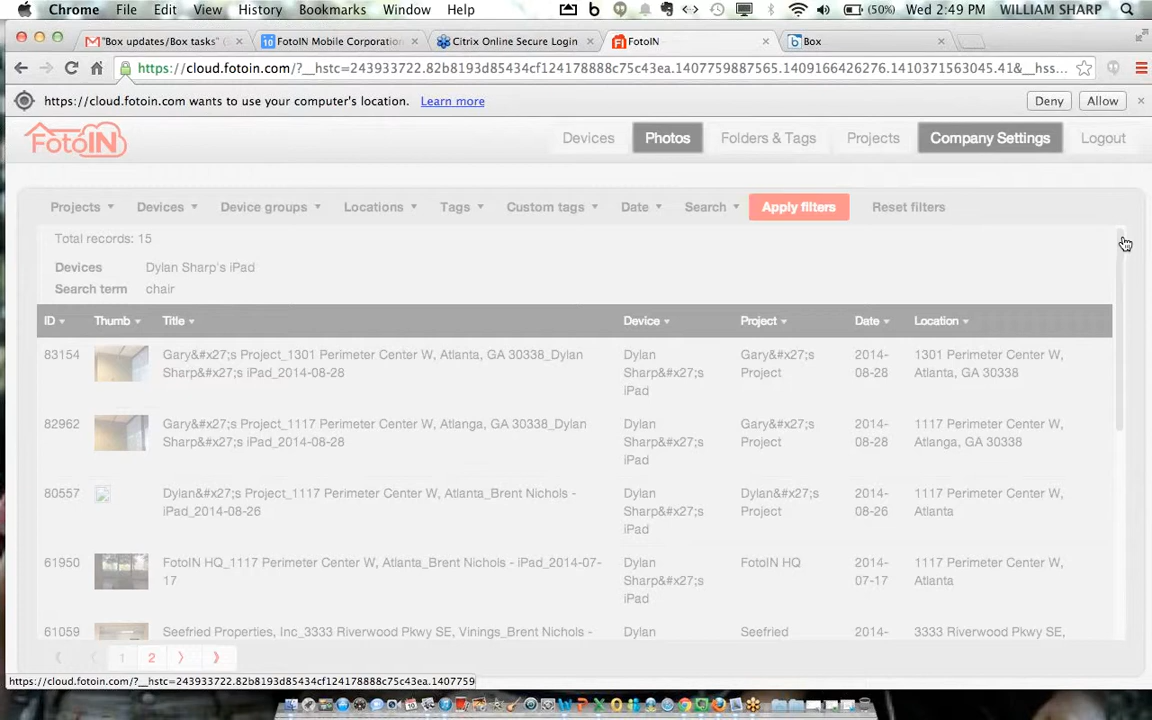 Chrome File Edit View History Bookmarks Window Help (50%) Wed 2:49 PM WILLIAM SHARP
"Box updates/Box tasks" × FotoIN Mobile Corporation × Citrix Online Secure Login × FotoIN × Box ×
https://cloud.fotoin.com/?__hstc=243933722.82b8193d85434cf124178888c75c43ea.1407759887565.1409166426276.1410371563045.41&__hss...
https://cloud.fotoin.com wants to use your computer's location. Learn more Deny Allow ×
FotoIN Devices Photos Folders & Tags Projects Company Settings Logout
Projects Devices Device groups Locations Tags Custom tags Date Search Apply filters Reset filters
Total records: 15
Devices Dylan Sharp's iPad
Search term chair
ID Thumb Title Device Project Date Location
83154 Gary&#x27;s Project_1301 Perimeter Center W, Atlanta, GA 30338_Dylan Dylan Gary&#x27;s 2014- 1301 Perimeter Center W,
Sharp&#x27;s iPad_2014-08-28 Sharp&#x27;s Project 08-28 Atlanta, GA 30338
iPad
82962 Gary&#x27;s Project_1117 Perimeter Center W, Atlanga, GA 30338_Dylan Dylan Gary&#x27;s 2014- 1117 Perimeter Center W,
Sharp&#x27;s iPad_2014-08-28 Sharp&#x27;s Project 08-28 Atlanga, GA 30338
iPad
80557 Dylan&#x27;s Project_1117 Perimeter Center W, Atlanta_Brent Nichols - Dylan Dylan&#x27;s 2014- 1117 Perimeter Center W,
iPad_2014-08-26 Sharp&#x27;s Project 08-26 Atlanta
iPad
61950 FotoIN HQ_1117 Perimeter Center W, Atlanta_Brent Nichols - iPad_2014-07- Dylan FotoIN HQ 2014- 1117 Perimeter Center W,
17 Sharp&#x27;s 07-17 Atlanta
iPad
61059 Seefried Properties, Inc_3333 Riverwood Pkwy SE, Vinings_Brent Nichols - Dylan Seefried 2014- 3333 Riverwood Pkwy SE,
1 2
https://cloud.fotoin.com/?__hstc=243933722.82b8193d85434cf124178888c75c43ea.1407759